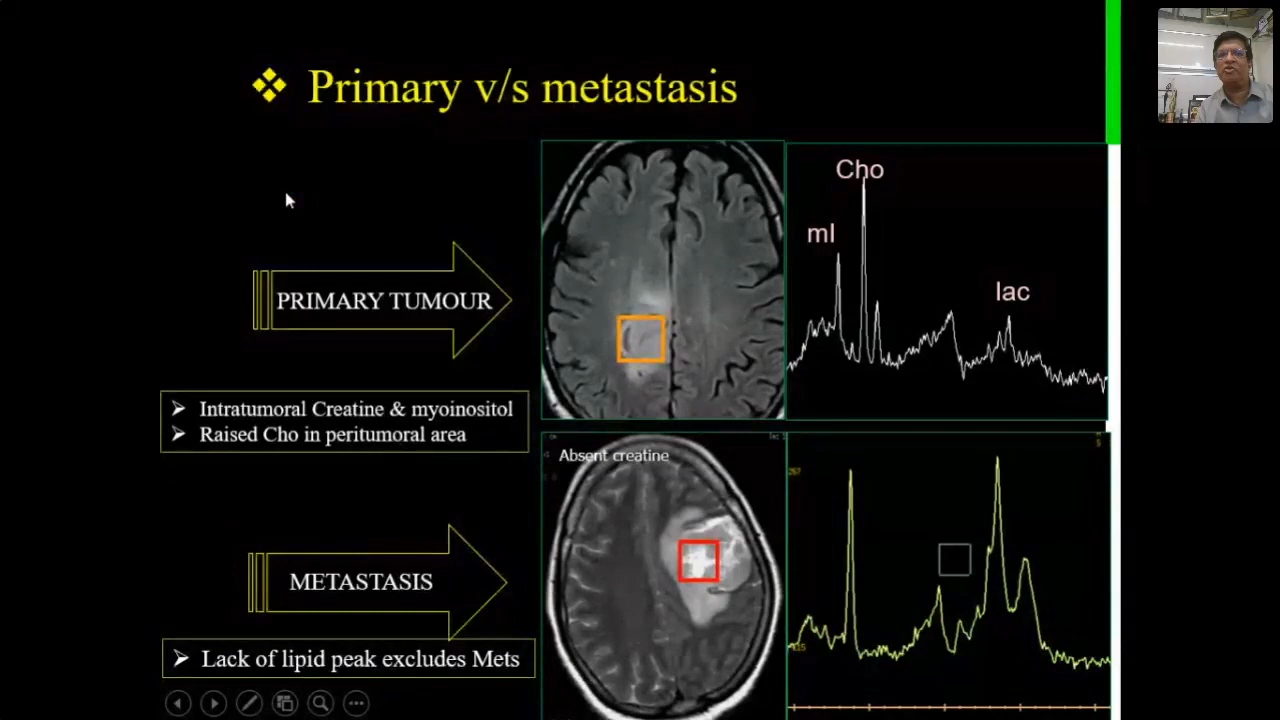 ❖ Primary v/s metastasis
PRIMARY TUMOUR
➢ Intratumoral Creatine & myoinositol
➢ Raised Cho in peritumoral area
Cho
mI
lac
METASTASIS
➢ Lack of lipid peak excludes Mets
Absent creatine